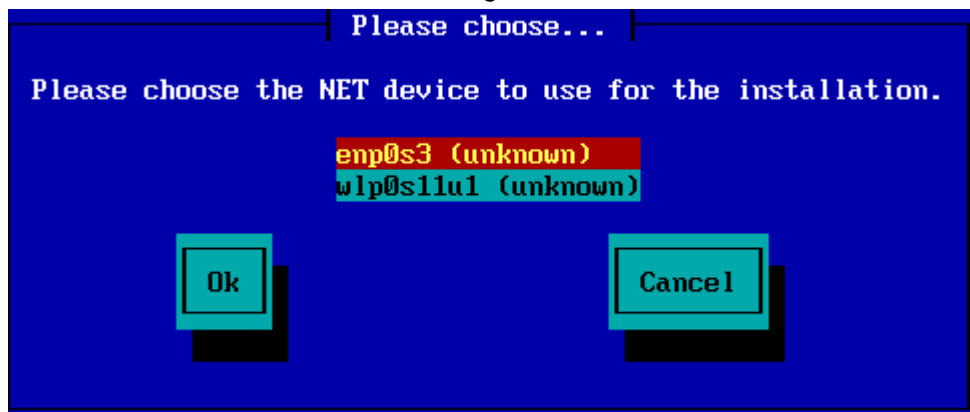 Please choose...
Please choose the NET device to use for the installation.
enp0s3 (unknown)
wlp0s11u1 (unknown)
Ok
Cancel